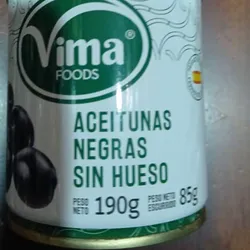 Vima®
FOODS
ACEITUNAS
NEGRAS
SIN HUESO
PESO NETO 190g PESO NETO ESCURRIDO 85g